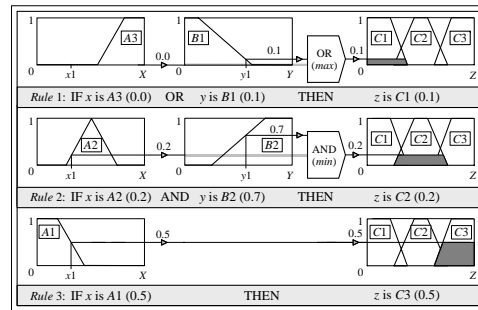 1 A3 1 B1 1 C1 C2 C3
0.0 0.1 OR (max) 0.1
0 x1 X 0 y1 Y 0 Z
Rule 1: IF x is A3 (0.0) OR y is B1 (0.1) THEN z is C1 (0.1)
1 A2 1 B2 0.7 1 C1 C2 C3
0.2 AND (min) 0.2
0 x1 X 0 y1 Y 0 Z
Rule 2: IF x is A2 (0.2) AND y is B2 (0.7) THEN z is C2 (0.2)
1 A1 1 C1 C2 C3
0.5 0.5
0 x1 X 0 Z
Rule 3: IF x is A1 (0.5) THEN z is C3 (0.5)